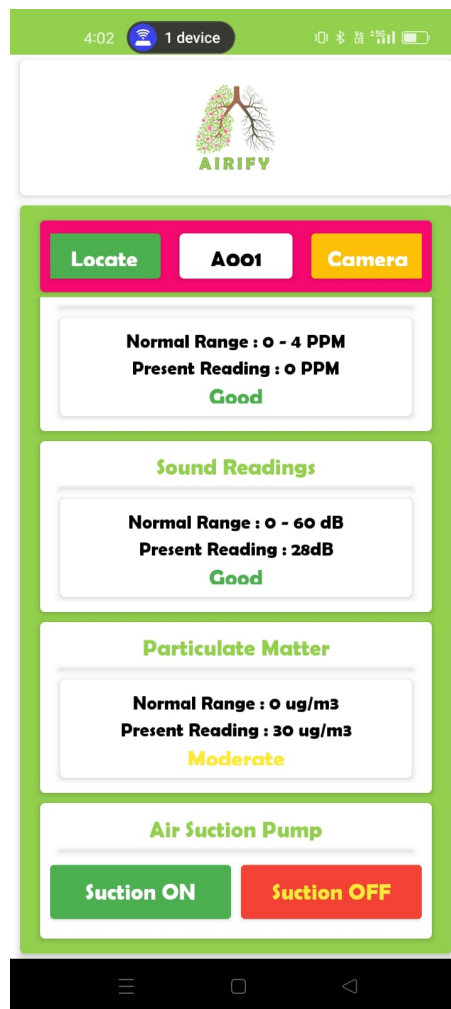 4:02 1 device 5G
AIRIFY
Locate A001 Camera
Normal Range : 0 - 4 PPM
Present Reading : 0 PPM
Good
Sound Readings
Normal Range : 0 - 60 dB
Present Reading : 28dB
Good
Particulate Matter
Normal Range : 0 ug/m3
Present Reading : 30 ug/m3
Moderate
Air Suction Pump
Suction ON Suction OFF